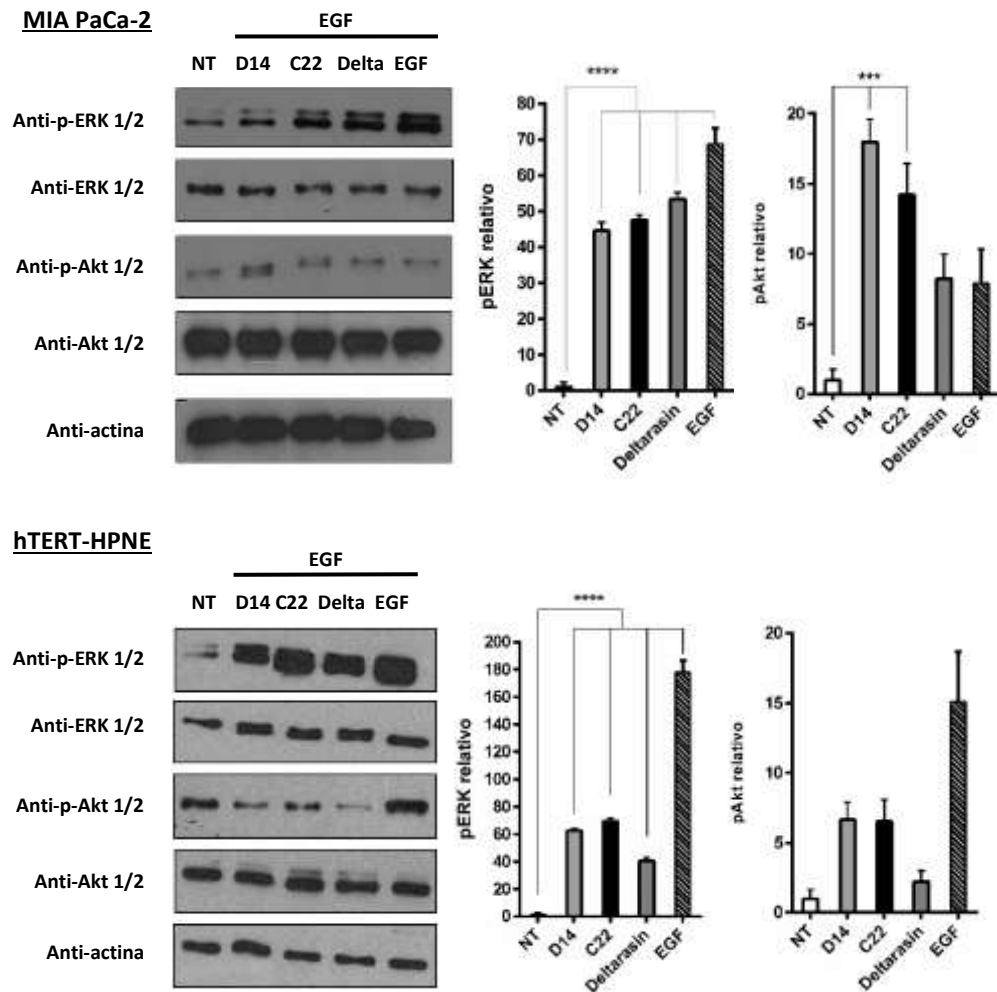 MIA PaCa-2
EGF
NT D14 C22 Delta EGF
Anti-p-ERK 1/2
Anti-ERK 1/2
Anti-p-Akt 1/2
Anti-Akt 1/2
Anti-actina
****
pERK relativo
80
70
60
50
40
30
20
10
0
NT D14 C22 Deltarasin EGF
***
pAkt relativo
20
15
10
5
0
NT D14 C22 Deltarasin EGF
hTERT-HPNE
EGF
NT D14 C22 Delta EGF
Anti-p-ERK 1/2
Anti-ERK 1/2
Anti-p-Akt 1/2
Anti-Akt 1/2
Anti-actina
****
pERK relativo
200
180
160
140
120
100
80
60
40
20
0
NT D14 C22 Deltarasin EGF
pAkt relativo
20
15
10
5
0
NT D14 C22 Deltarasin EGF